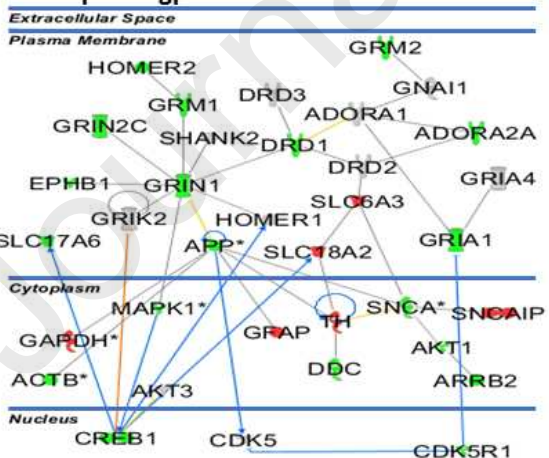 Extracellular Space
Plasma Membrane
GRM2
HOMER2
GNAI1
DRD3
GRM1
ADORA1
GRIN2C
SHANK2
DRD1
ADORA2A
DRD2
EPHB1
GRIN1
GRIA4
SLC6A3
GRIK2
HOMER1
SLC17A6
APP*
SLC18A2
GRIA1
Cytoplasm
MAPK1*
SNCA*
SNCAIP
TH
GAPDH*
GFAP
AKT1
DDC
ACTB*
AKT3
ARRB2
Nucleus
CREB1
CDK5
CDK5R1